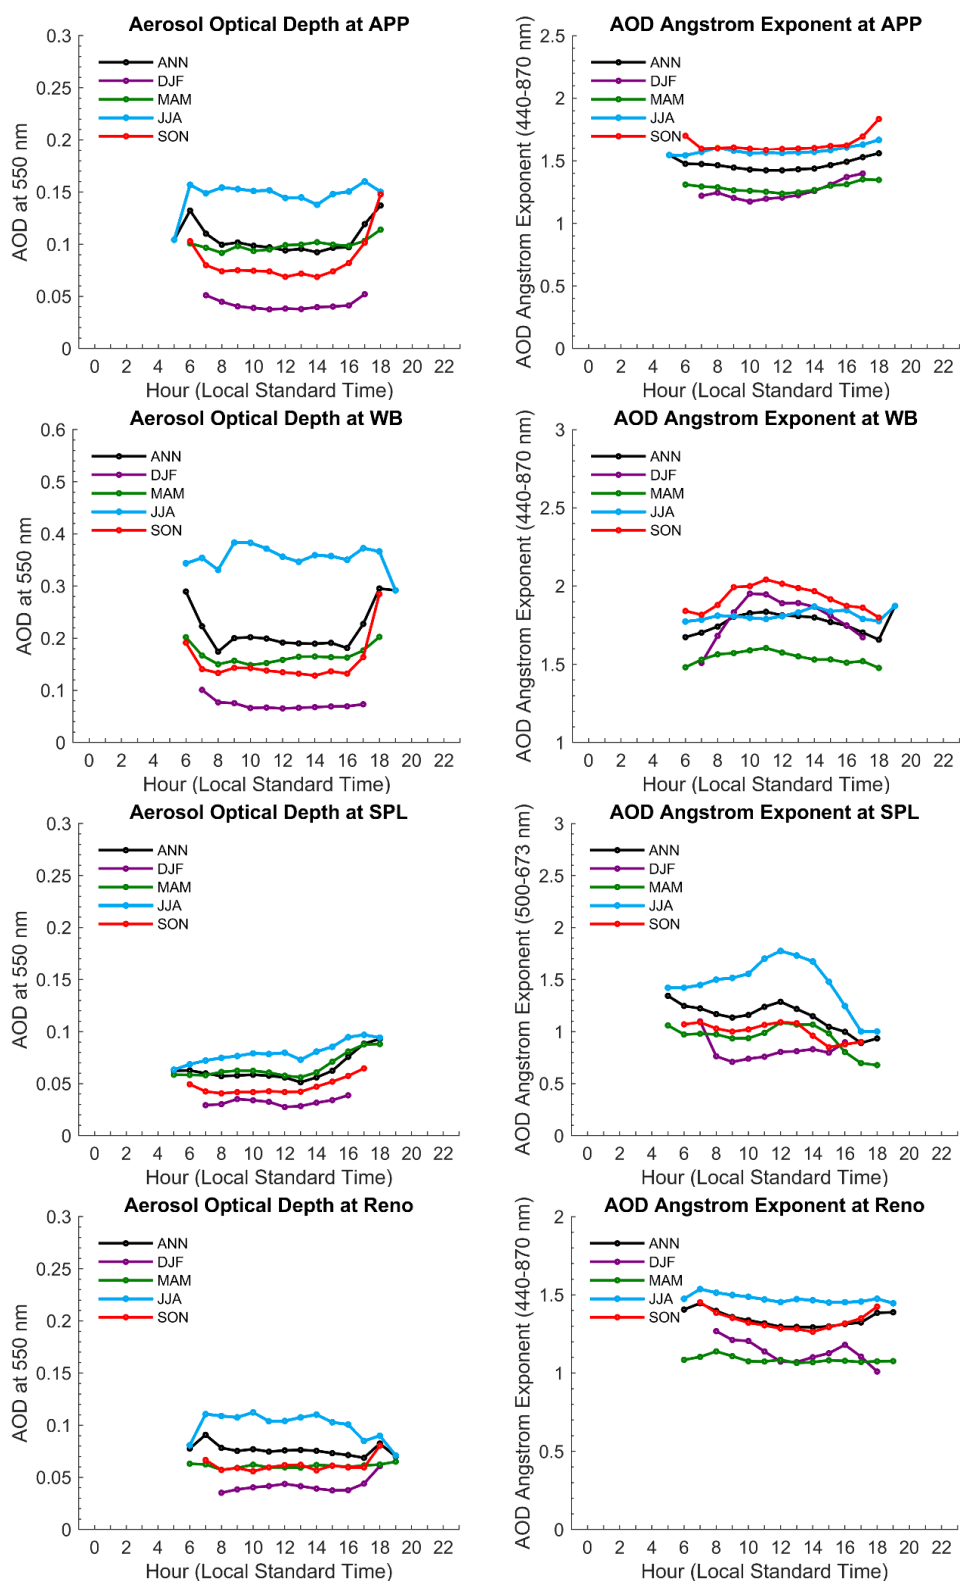 Aerosol Optical Depth at APP
0.3
0.25
0.2
0.15
0.1
0.05
0
AOD at 550 nm
ANN
DJF
MAM
JJA
SON
0 2 4 6 8 10 12 14 16 18 20 22
Hour (Local Standard Time)
AOD Angstrom Exponent at APP
2.5
2
1.5
1
0.5
0
AOD Angstrom Exponent (440-870 nm)
ANN
DJF
MAM
JJA
SON
0 2 4 6 8 10 12 14 16 18 20 22
Hour (Local Standard Time)
Aerosol Optical Depth at WB
0.6
0.5
0.4
0.3
0.2
0.1
0
AOD at 550 nm
ANN
DJF
MAM
JJA
SON
0 2 4 6 8 10 12 14 16 18 20 22
Hour (Local Standard Time)
AOD Angstrom Exponent at WB
3
2.5
2
1.5
1
AOD Angstrom Exponent (440-870 nm)
ANN
DJF
MAM
JJA
SON
0 2 4 6 8 10 12 14 16 18 20 22
Hour (Local Standard Time)
Aerosol Optical Depth at SPL
0.3
0.25
0.2
0.15
0.1
0.05
0
AOD at 550 nm
ANN
DJF
MAM
JJA
SON
0 2 4 6 8 10 12 14 16 18 20 22
Hour (Local Standard Time)
AOD Angstrom Exponent at SPL
3
2.5
2
1.5
1
0.5
0
AOD Angstrom Exponent (500-673 nm)
ANN
DJF
MAM
JJA
SON
0 2 4 6 8 10 12 14 16 18 20 22
Hour (Local Standard Time)
Aerosol Optical Depth at Reno
0.3
0.25
0.2
0.15
0.1
0.05
0
AOD at 550 nm
ANN
DJF
MAM
JJA
SON
0 2 4 6 8 10 12 14 16 18 20 22
Hour (Local Standard Time)
AOD Angstrom Exponent at Reno
2
1.5
1
0.5
0
AOD Angstrom Exponent (440-870 nm)
ANN
DJF
MAM
JJA
SON
0 2 4 6 8 10 12 14 16 18 20 22
Hour (Local Standard Time)